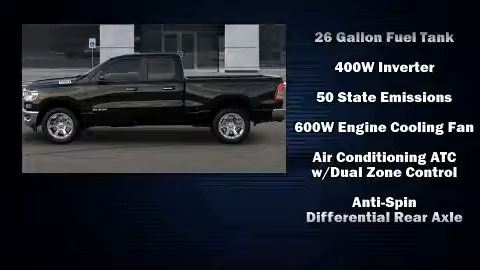 26 Gallon Fuel Tank
400W Inverter
50 State Emissions
600W Engine Cooling Fan
Air Conditioning ATC
w/Dual Zone Control
Anti-Spin
Differential Rear Axle